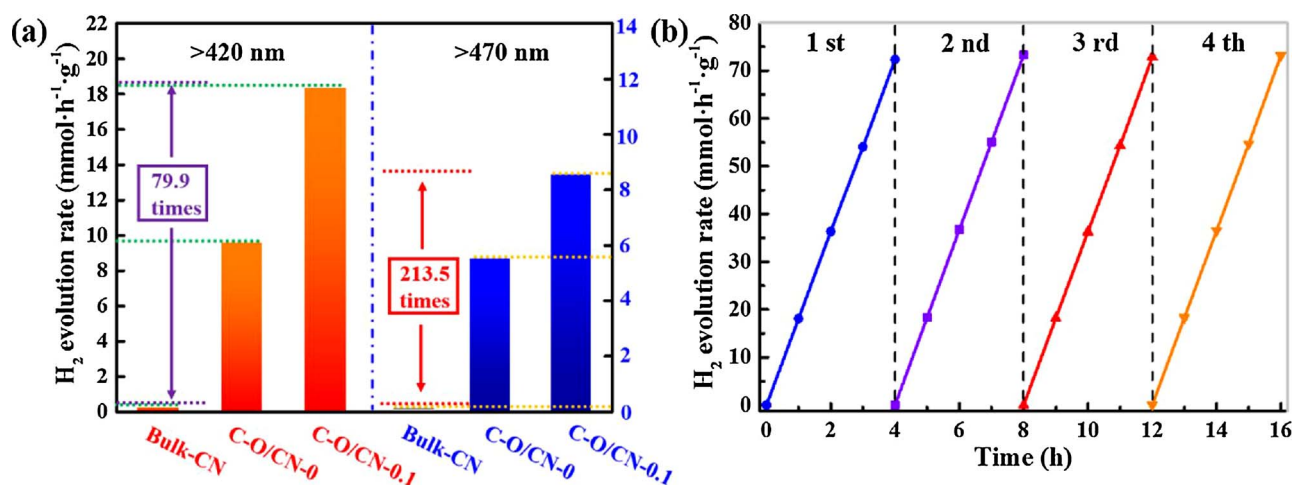 (a)
H₂ evolution rate (mmol·h⁻¹·g⁻¹)
22
20
18
16
14
12
10
8
6
4
2
0
>420 nm
>470 nm
79.9
times
213.5
times
14
12
10
8
6
4
2
0
Bulk-CN
C-O/CN-0
C-O/CN-0.1
Bulk-CN
C-O/CN-0
C-O/CN-0.1
(b)
H₂ evolution rate (mmol·h⁻¹·g⁻¹)
80
70
60
50
40
30
20
10
0
1 st
2 nd
3 rd
4 th
0 2 4 6 8 10 12 14 16
Time (h)